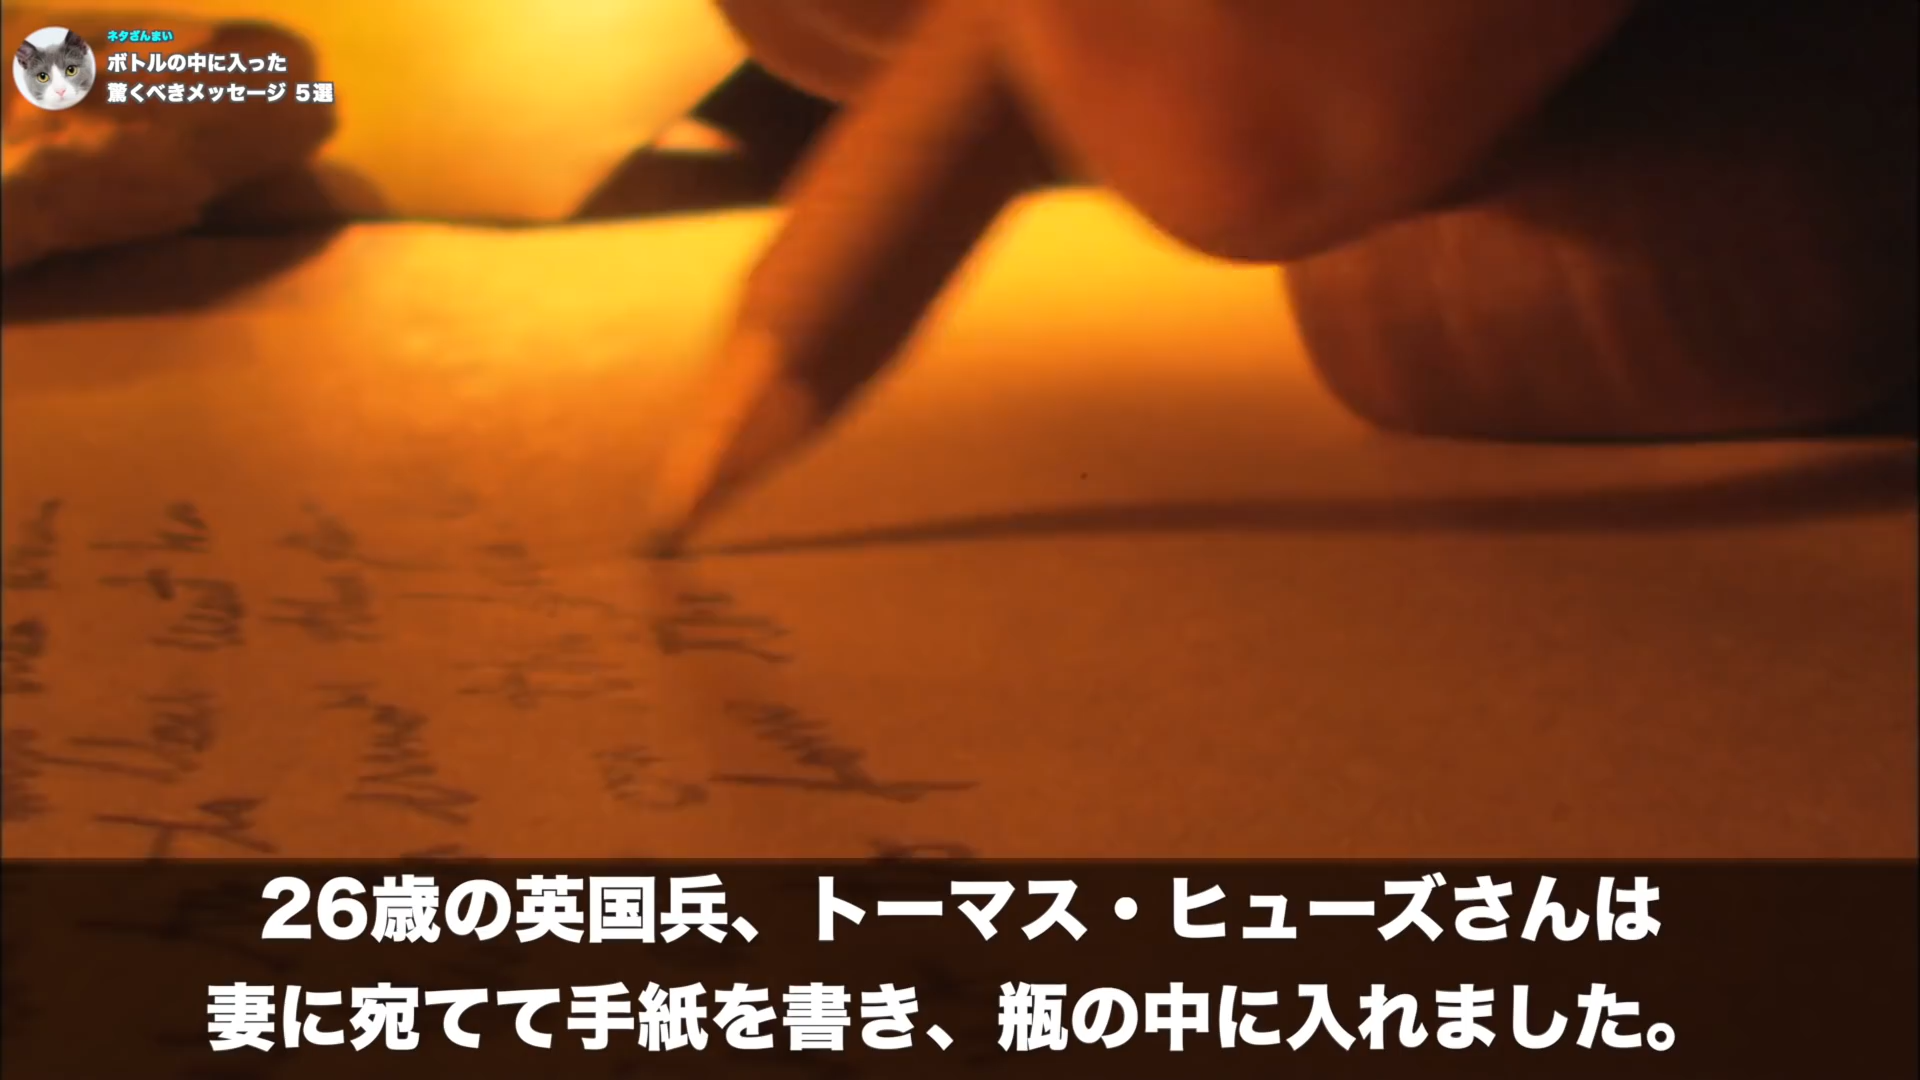 ネタざんまい
ボトルの中に入った
驚くべきメッセージ 5選
26歳の英国兵、トーマス・ヒューズさんは
妻に宛てて手紙を書き、瓶の中に入れました。